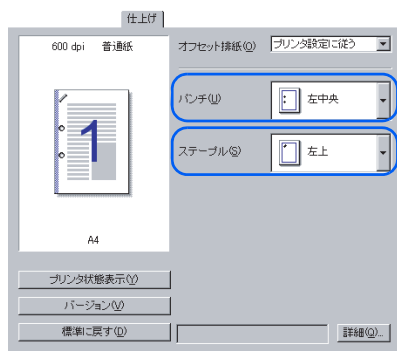 仕上げ
600 dpi 普通紙
オフセット排紙(O) プリンタ設定に従う
パンチ(U) 左中央
ステープル(S) 左上
1
A4
プリンタ状態表示(Y)
バージョン(V)
標準に戻す(D)
詳細(Q)...